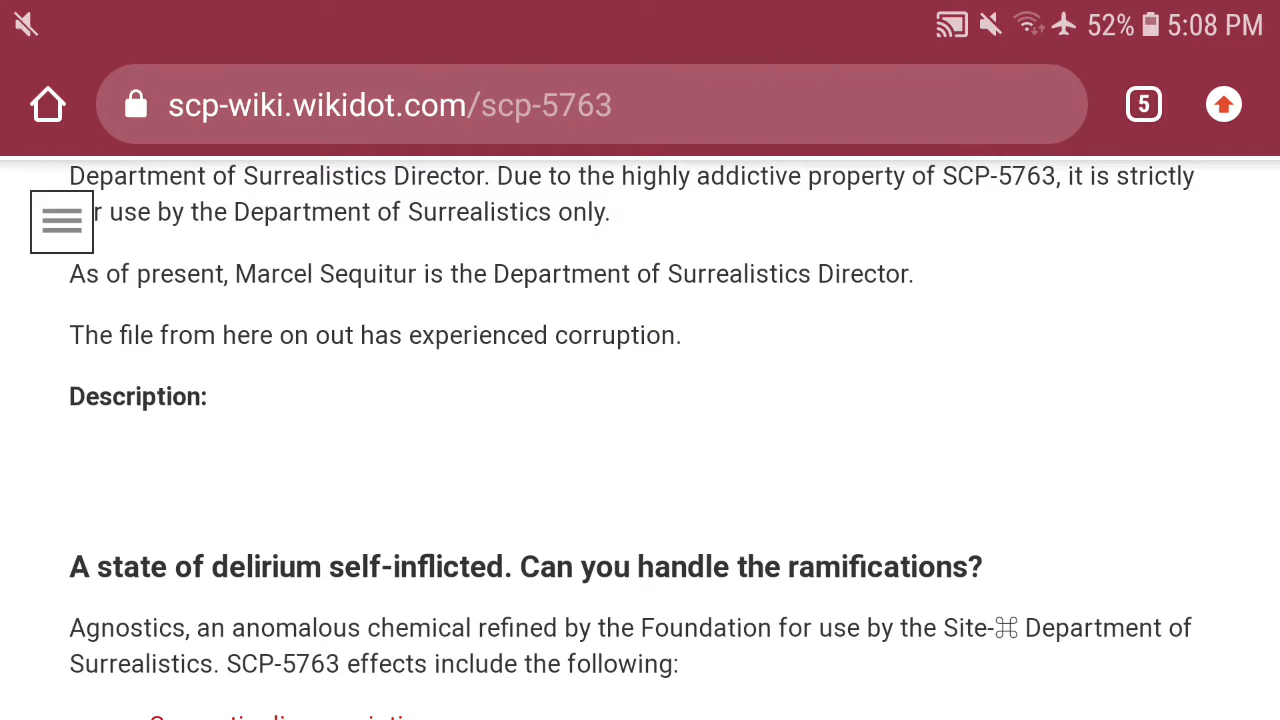 52% 5:08 PM
scp-wiki.wikidot.com/scp-5763 5
Department of Surrealistics Director. Due to the highly addictive property of SCP-5763, it is strictly
use by the Department of Surrealistics only.
As of present, Marcel Sequitur is the Department of Surrealistics Director.
The file from here on out has experienced corruption.
Description:
A state of delirium self-inflicted. Can you handle the ramifications?
Agnostics, an anomalous chemical refined by the Foundation for use by the Site-⌘ Department of
Surrealistics. SCP-5763 effects include the following: